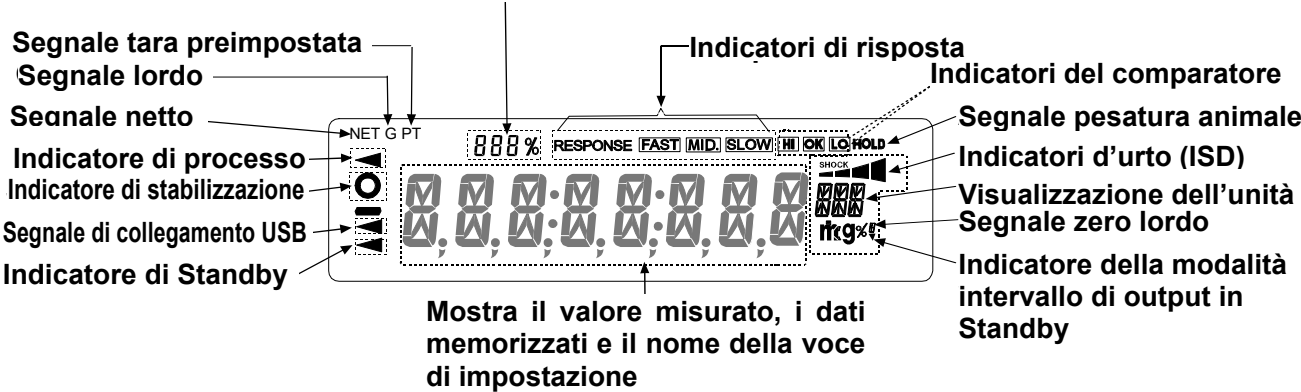 Segnale tara preimpostata
Segnale lordo
Segnale netto
Indicatore di processo
Indicatore di stabilizzazione
Segnale di collegamento USB
Indicatore di Standby
Indicatori di risposta
Indicatori del comparatore
Segnale pesatura animale
Indicatori d'urto (ISD)
Visualizzazione dell'unità
Segnale zero lordo
Indicatore della modalità
intervallo di output in
Standby
NET G PT
888 % RESPONSE FAST MID. SLOW HI OK LO HOLD
SHOCK
Mostra il valore misurato, i dati
memorizzati e il nome della voce
di impostazione